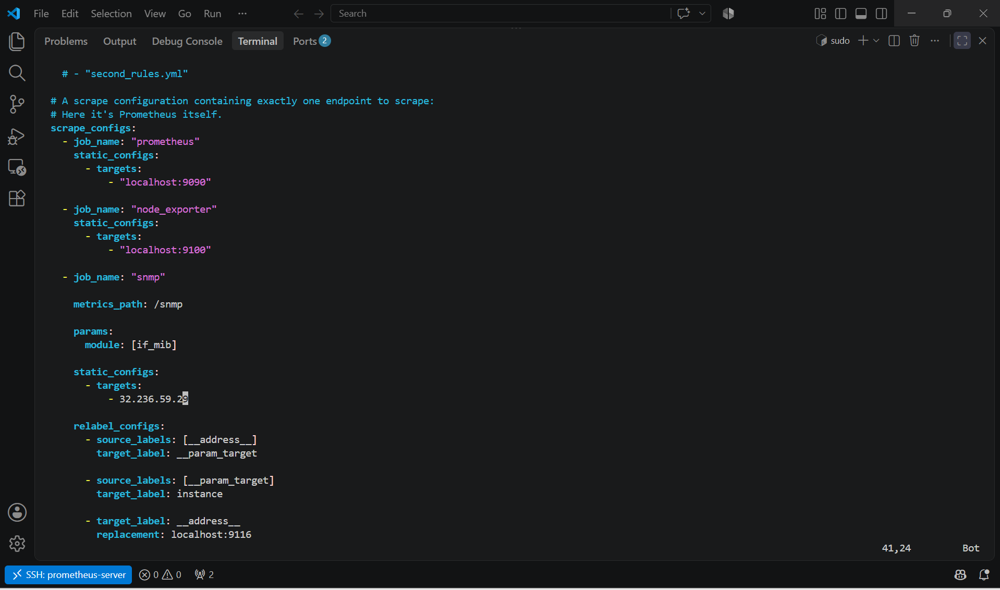 File Edit Selection View Go Run ··· Search
Problems Output Debug Console Terminal Ports 2 sudo
# - "second_rules.yml"
# A scrape configuration containing exactly one endpoint to scrape:
# Here it's Prometheus itself.
scrape_configs:
- job_name: "prometheus"
static_configs:
- targets:
- "localhost:9090"
- job_name: "node_exporter"
static_configs:
- targets:
- "localhost:9100"
- job_name: "snmp"
metrics_path: /snmp
params:
module: [if_mib]
static_configs:
- targets:
- 32.236.59.29
relabel_configs:
- source_labels: [__address__]
target_label: __param_target
- source_labels: [__param_target]
target_label: instance
- target_label: __address__
replacement: localhost:9116
41,24 Bot
SSH: prometheus-server 0 0 2